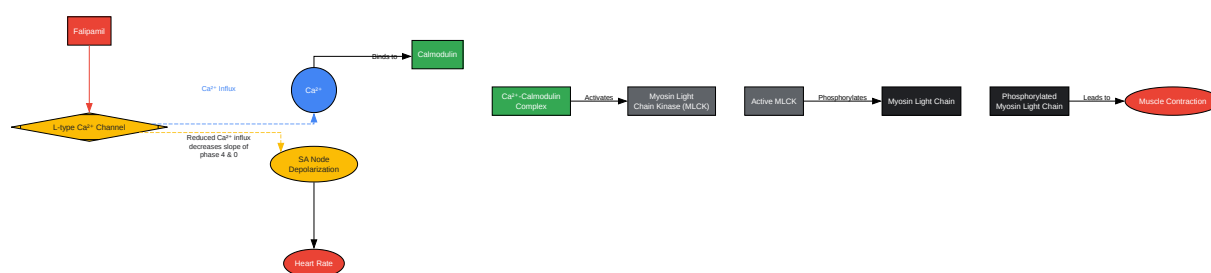 Falipamil
Binds to
Calmodulin
Ca²⁺ Influx
Ca²⁺
Ca²⁺-Calmodulin
Complex
Activates
Myosin Light
Chain Kinase (MLCK)
Active MLCK
Phosphorylates
Myosin Light Chain
Phosphorylated
Myosin Light Chain
Leads to
Muscle Contraction
L-type Ca²⁺ Channel
Reduced Ca²⁺ influx
decreases slope of
phase 4 & 0
SA Node
Depolarization
Heart Rate